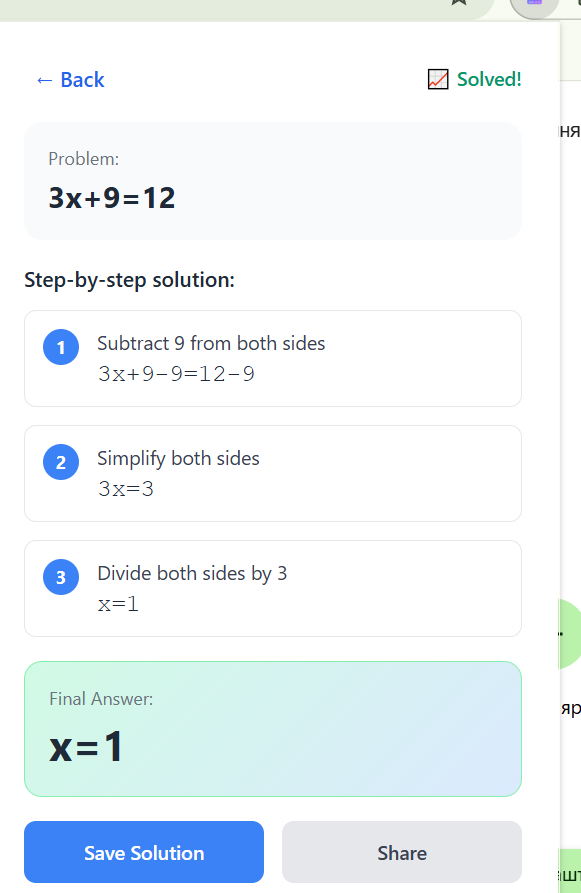 ← Back
Solved!
Problem:
3x+9=12
Step-by-step solution:
1
Subtract 9 from both sides
3x+9−9=12−9
2
Simplify both sides
3x=3
3
Divide both sides by 3
x=1
Final Answer:
x=1
Save Solution
Share